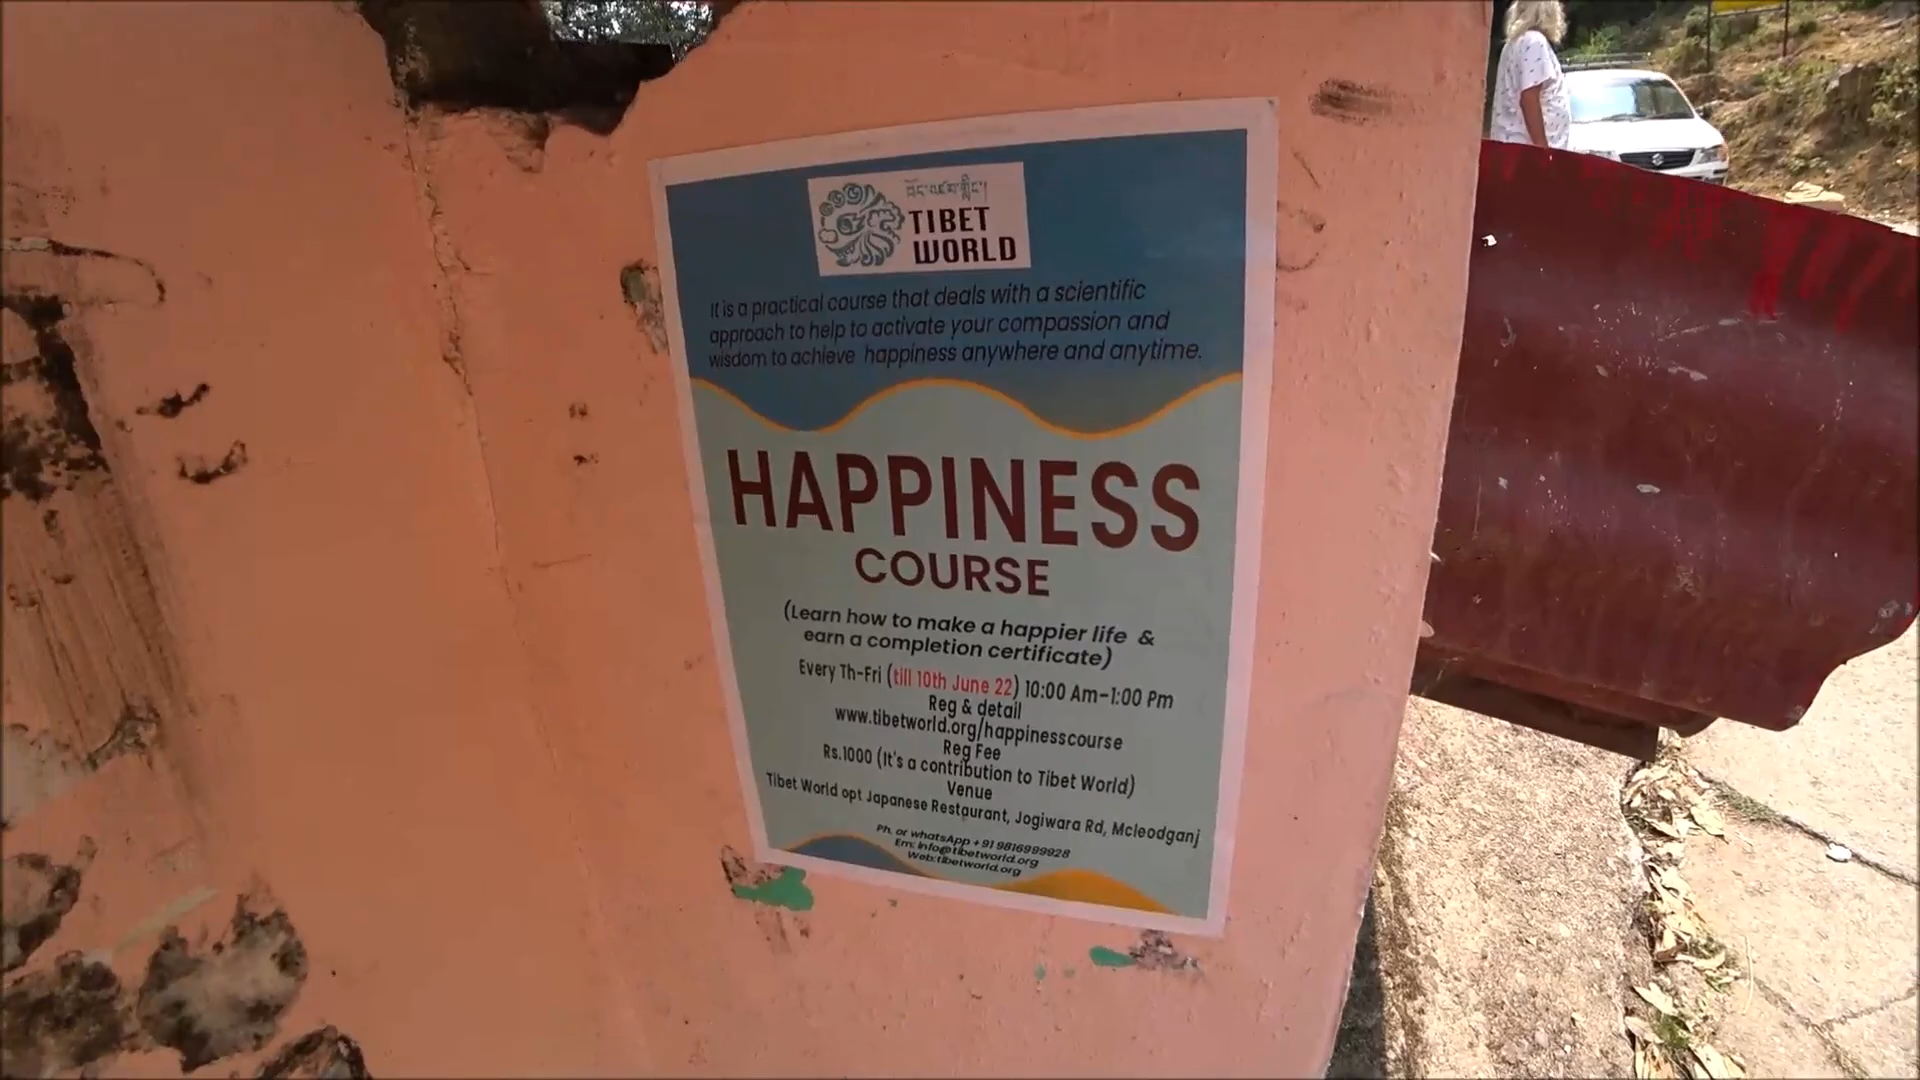 བོད་འཛམ་གླིང་།
TIBET
WORLD
It is a practical course that deals with a scientific
approach to help to activate your compassion and
wisdom to achieve happiness anywhere and anytime.
HAPPINESS
COURSE
(Learn how to make a happier life &
earn a completion certificate)
Every Th-Fri (till 10th June 22) 10:00 Am-1:00 Pm
Reg & detail
www.tibetworld.org/happinesscourse
Reg Fee
Rs.1000 (It's a contribution to Tibet World)
Venue
Tibet World opt Japanese Restaurant, Jogiwara Rd, Mcleodganj
Ph. or whatsApp +91 9816999928
Em: info@tibetworld.org
Web:tibetworld.org